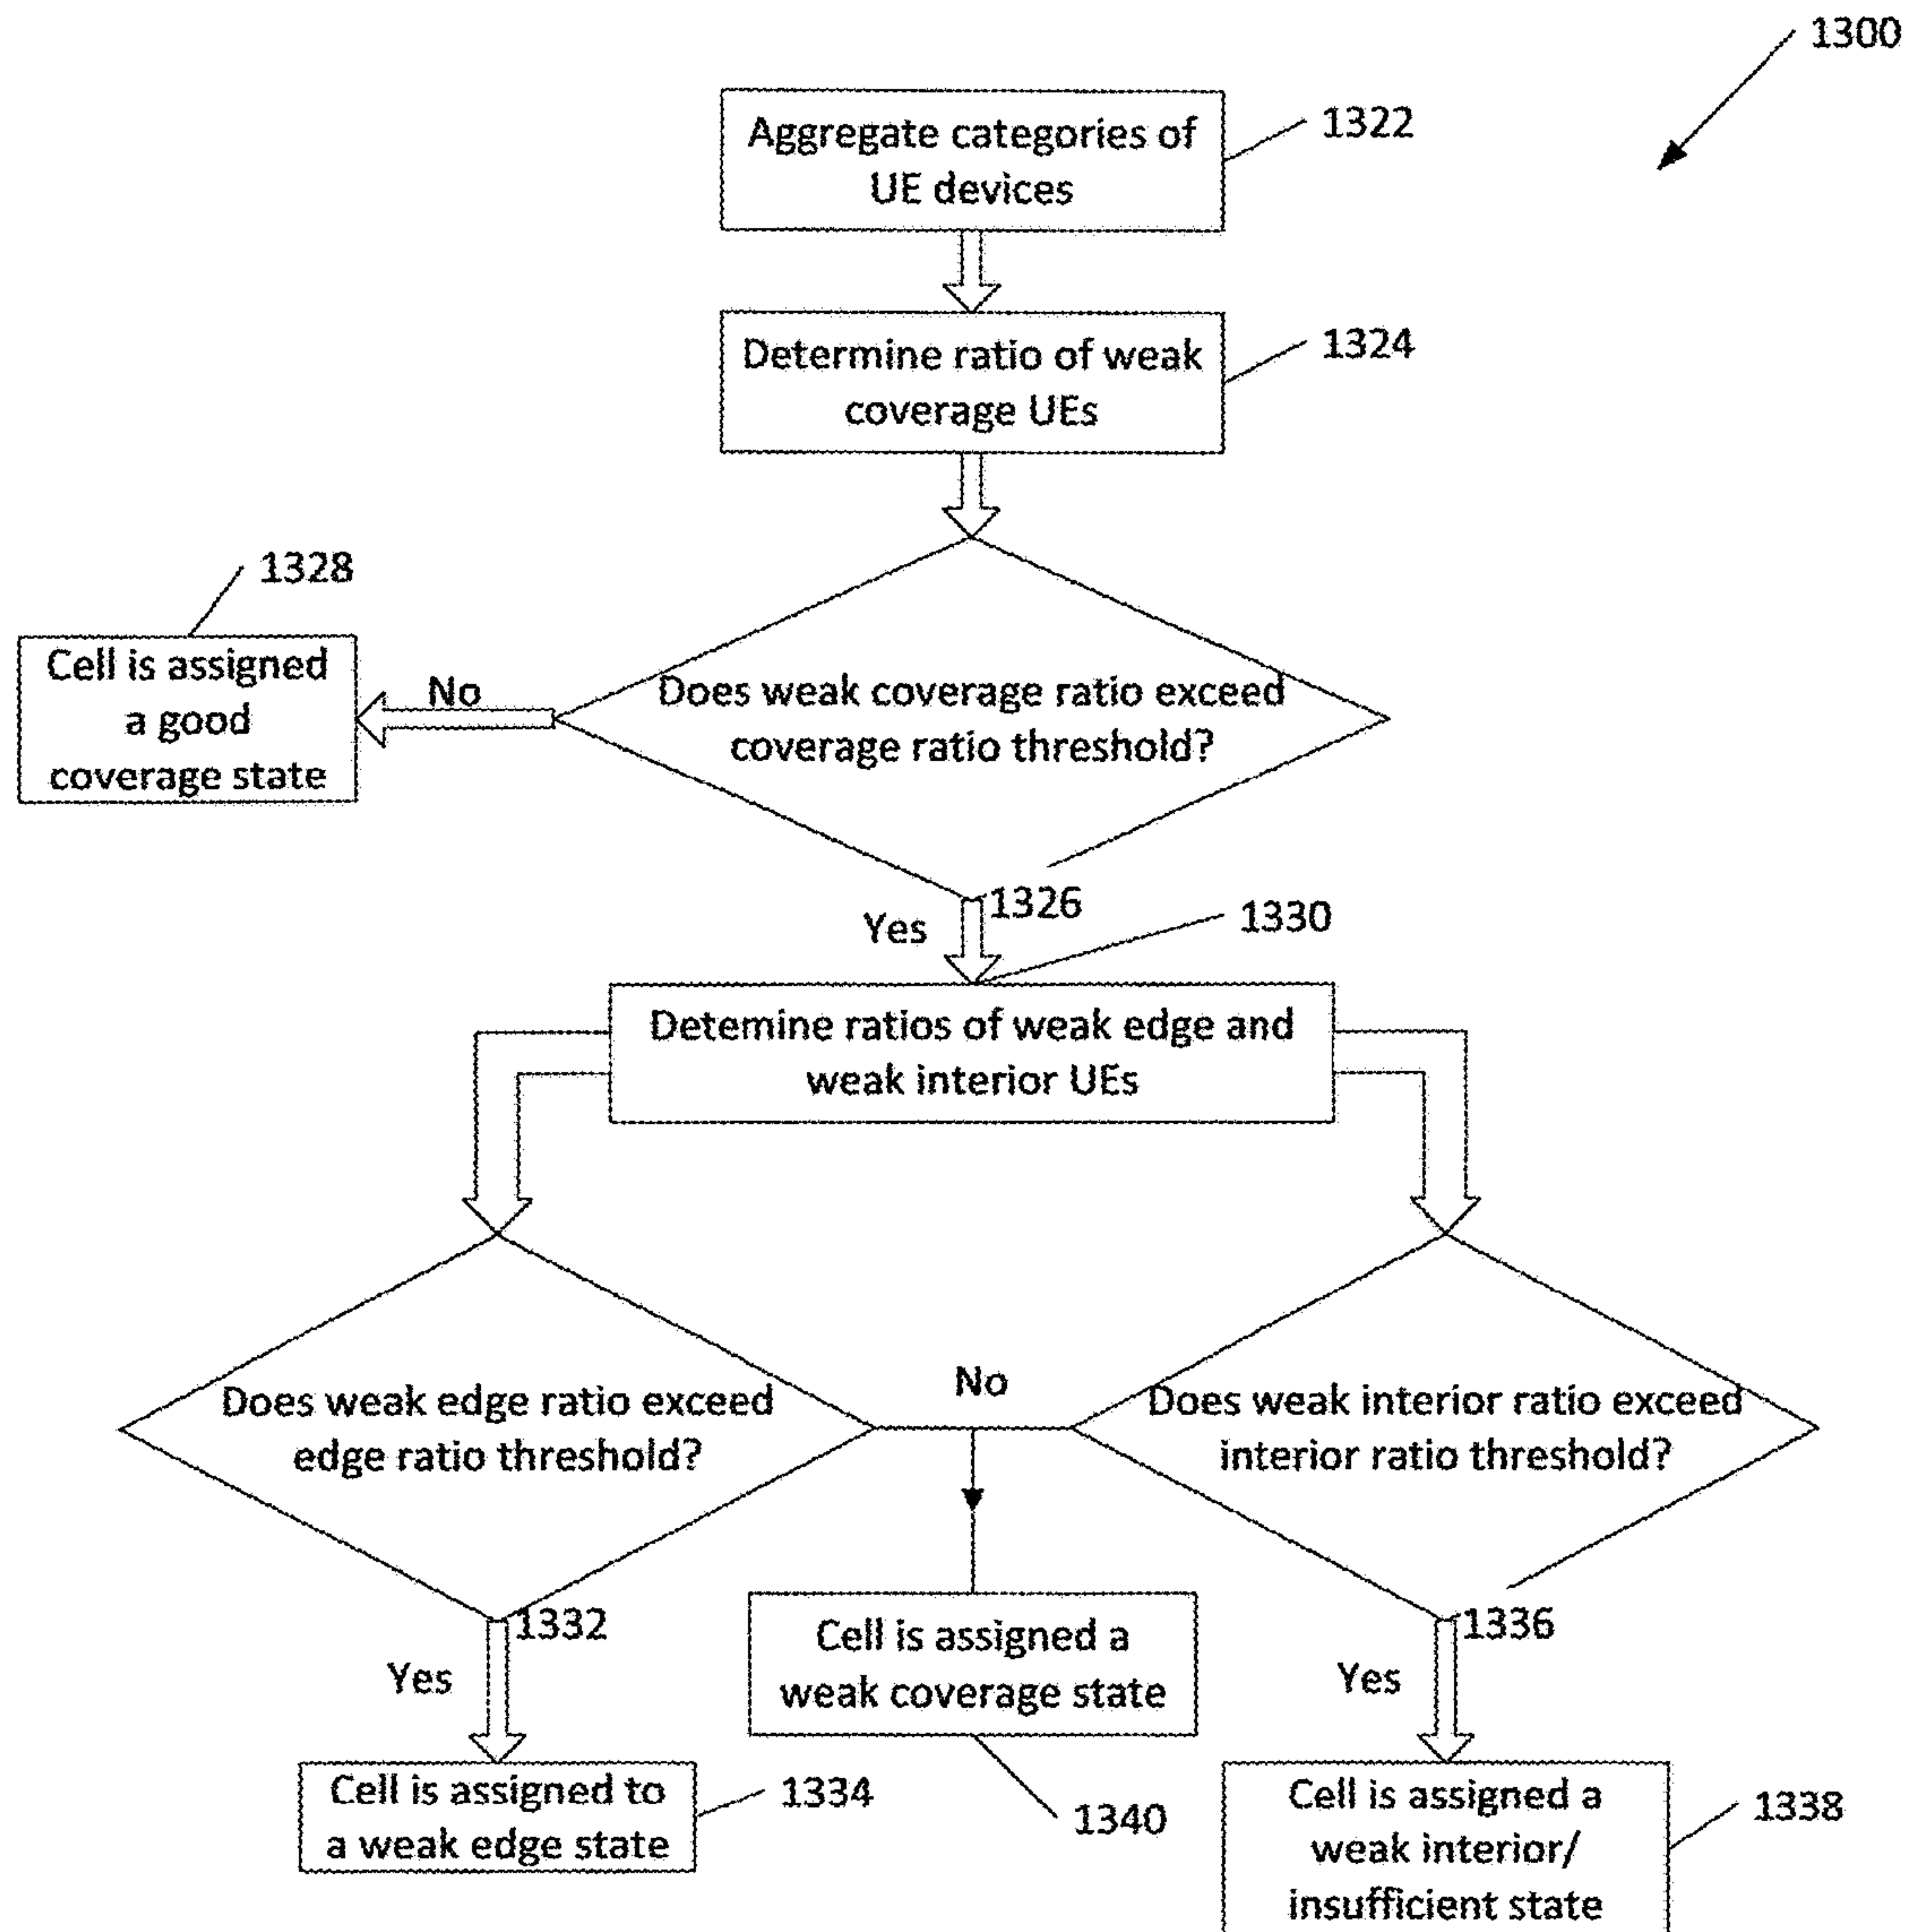 1300
Aggregate categories of
UE devices
1322
Determine ratio of weak
coverage UEs
1324
1328
Cell is assigned
a good
coverage state
No
Does weak coverage ratio exceed
coverage ratio threshold?
1326
Yes
1330
Detemine ratios of weak edge and
weak interior UEs
Does weak edge ratio exceed
edge ratio threshold?
No
Does weak interior ratio exceed
interior ratio threshold?
1332
Yes
Cell is assigned a
weak coverage state
1336
Yes
Cell is assigned to
a weak edge state
1334
1340
Cell is assigned a
weak interior/
insufficient state
1338